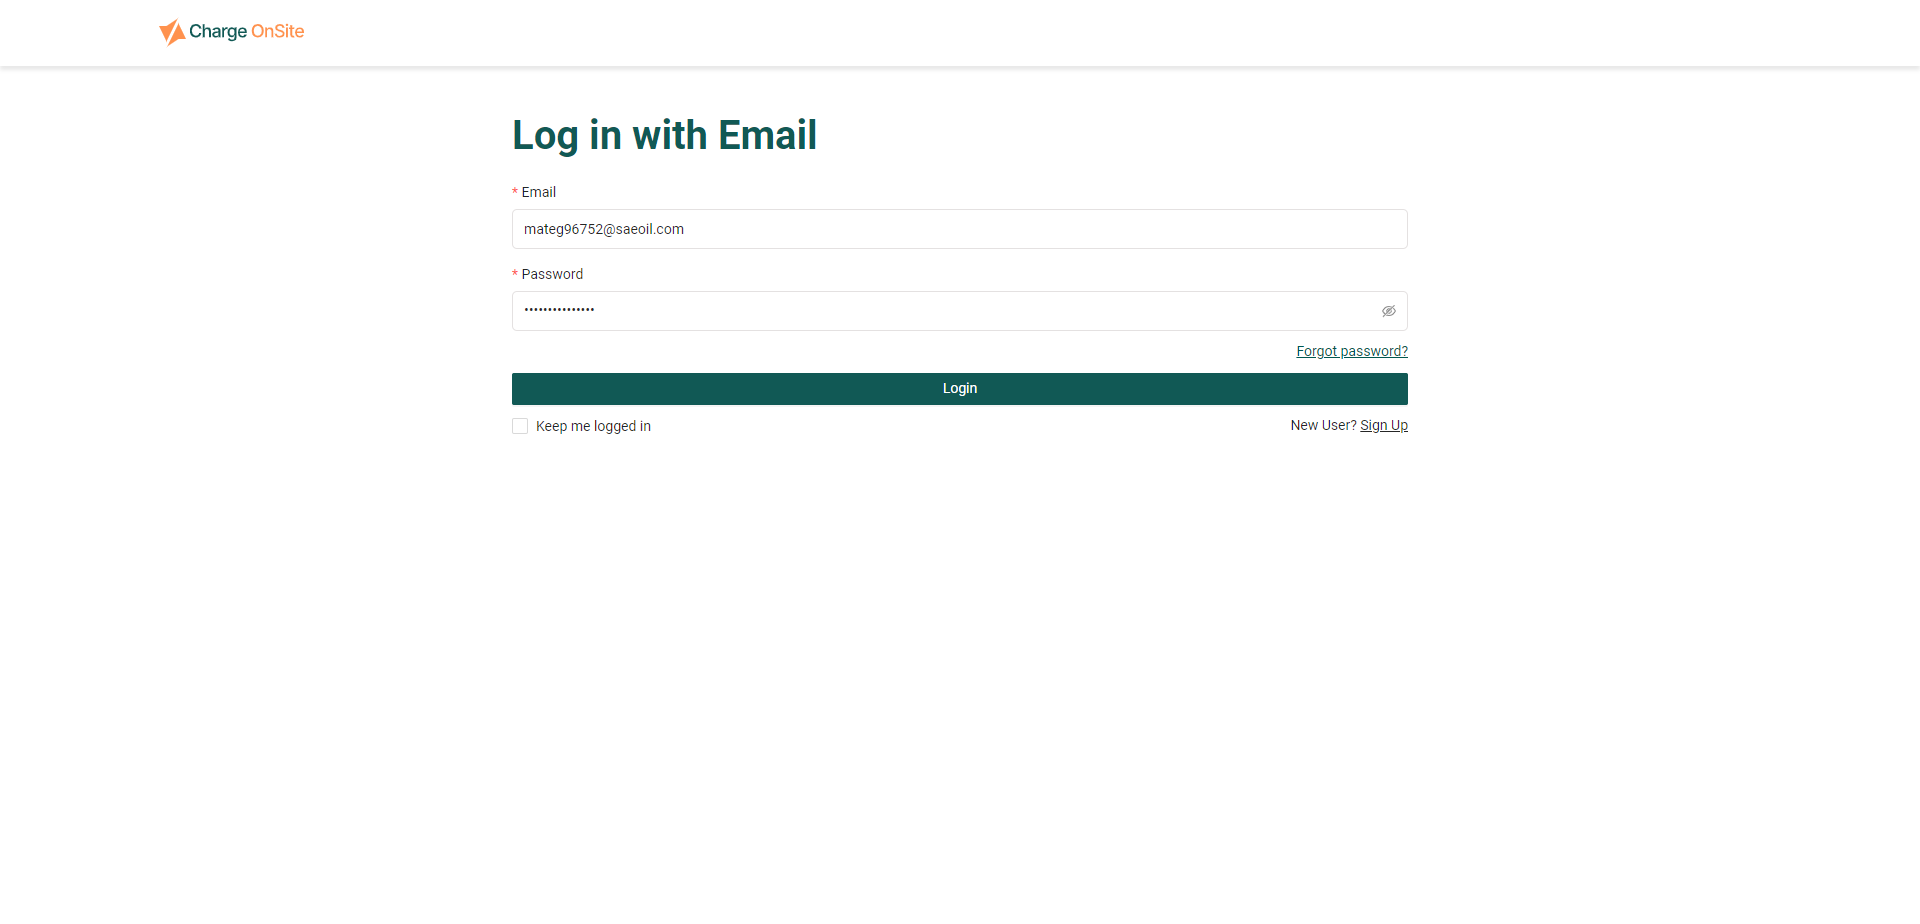 Charge OnSite
Log in with Email
* Email
mateg96752@saeoil.com
* Password
•••••••••••••••
Forgot password?
Login
Keep me logged in
New User? Sign Up